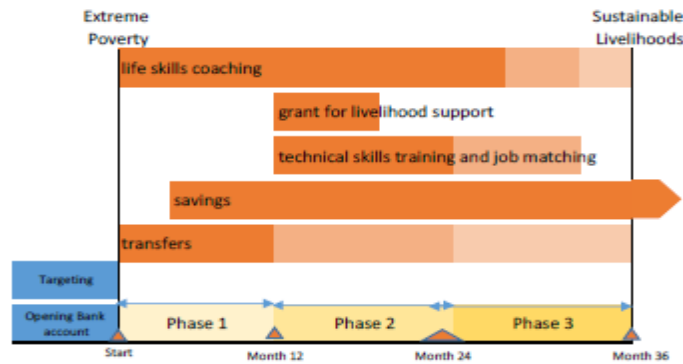 Extreme
Poverty
Sustainable
Livelihoods
life skills coaching
grant for livelihood support
technical skills training and job matching
savings
transfers
Targeting
Opening Bank
account
Phase 1
Phase 2
Phase 3
Start
Month 12
Month 24
Month 36